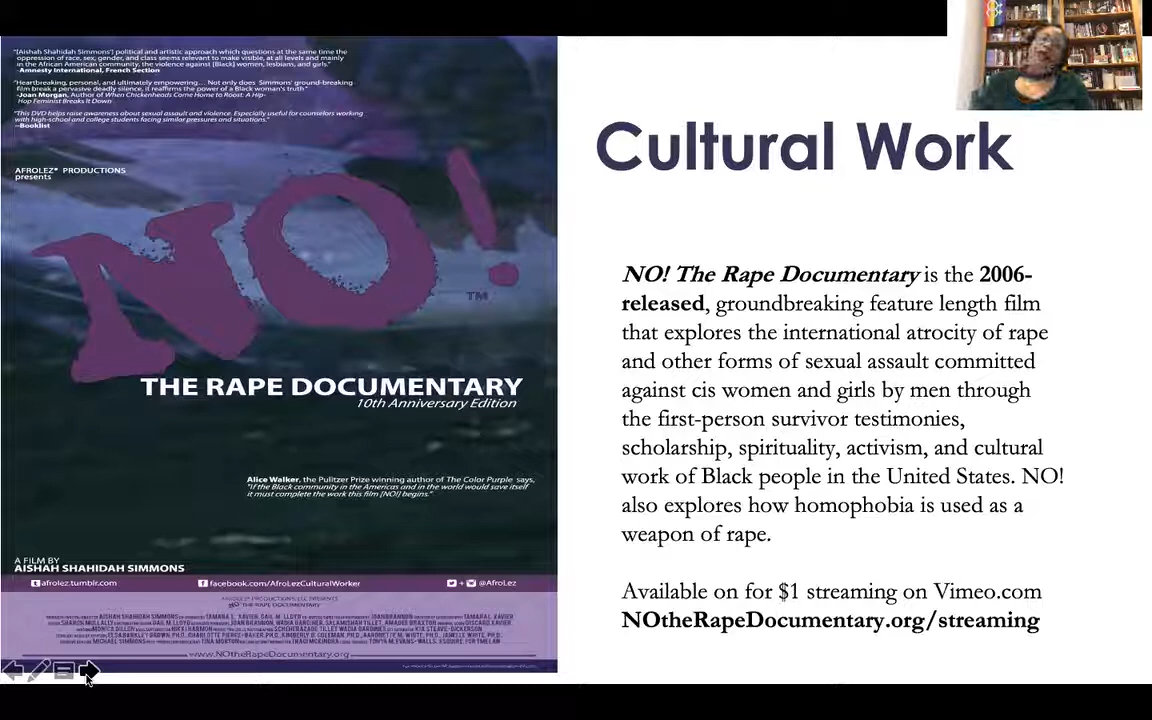 "[Aishah Shahidah Simmons'] political and artistic approach which questions at the same time the
oppression of race, sex, gender, and class seems relevant to make visible, at all levels and mainly
in the African American community, the violence against [Black] women, lesbians, and girls."
-Amnesty International, French Section
"Heartbreaking, personal, and ultimately empowering... Not only does Simmons' ground-breaking
film break a pervasive deadly silence, it reaffirms the power of a Black woman's truth"
-Joan Morgan, Author of When Chickenheads Come Home to Roost: A Hip-
Hop Feminist Breaks It Down
"This DVD helps raise awareness about sexual assault and violence. Especially useful for counselors working
with high-school and college students facing similar pressures and situations."
--Booklist
AFROLEZ® PRODUCTIONS
presents
NO!
TM
THE RAPE DOCUMENTARY
10th Anniversary Edition
Alice Walker, the Pulitzer Prize winning author of The Color Purple says,
"If the Black community in the Americas and in the world would save itself
it must complete the work this film [NO!] begins."
A FILM BY
AISHAH SHAHIDAH SIMMONS
afrolez.tumblr.com
facebook.com/AfroLezCulturalWorker
+ @AfroLez
THE RAPE DOCUMENTARY
www.NOtheRapeDocumentary.org
Cultural Work
NO! The Rape Documentary is the 2006-
released, groundbreaking feature length film
that explores the international atrocity of rape
and other forms of sexual assault committed
against cis women and girls by men through
the first-person survivor testimonies,
scholarship, spirituality, activism, and cultural
work of Black people in the United States. NO!
also explores how homophobia is used as a
weapon of rape.
Available on for $1 streaming on Vimeo.com
NOtheRapeDocumentary.org/streaming